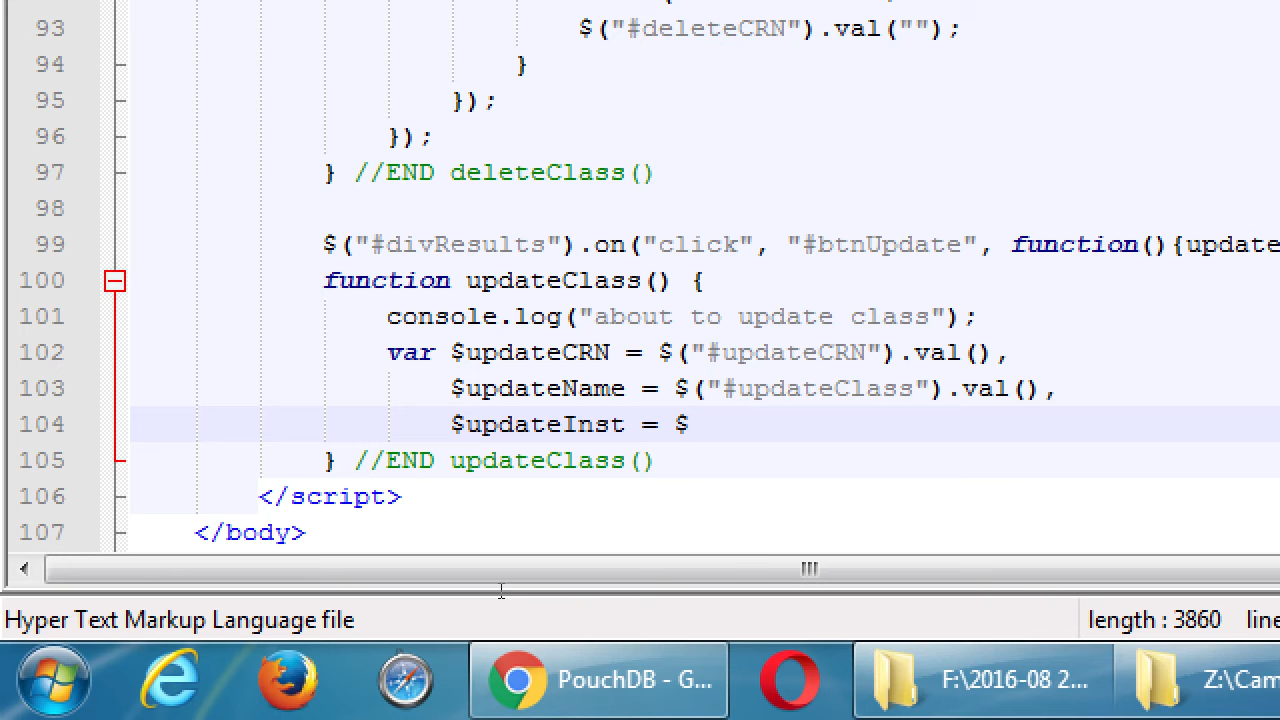 93 $("#deleteCRN").val("");
94 }
95 });
96 });
97 } //END deleteClass()
98
99 $("#divResults").on("click", "#btnUpdate", function(){update
100 function updateClass() {
101 console.log("about to update class");
102 var $updateCRN = $("#updateCRN").val(),
103 $updateName = $("#updateClass").val(),
104 $updateInst = $
105 } //END updateClass()
106 </script>
107 </body>
Hyper Text Markup Language file length : 3860 line
PouchDB - G... F:\2016-08 2... Z:\Cam